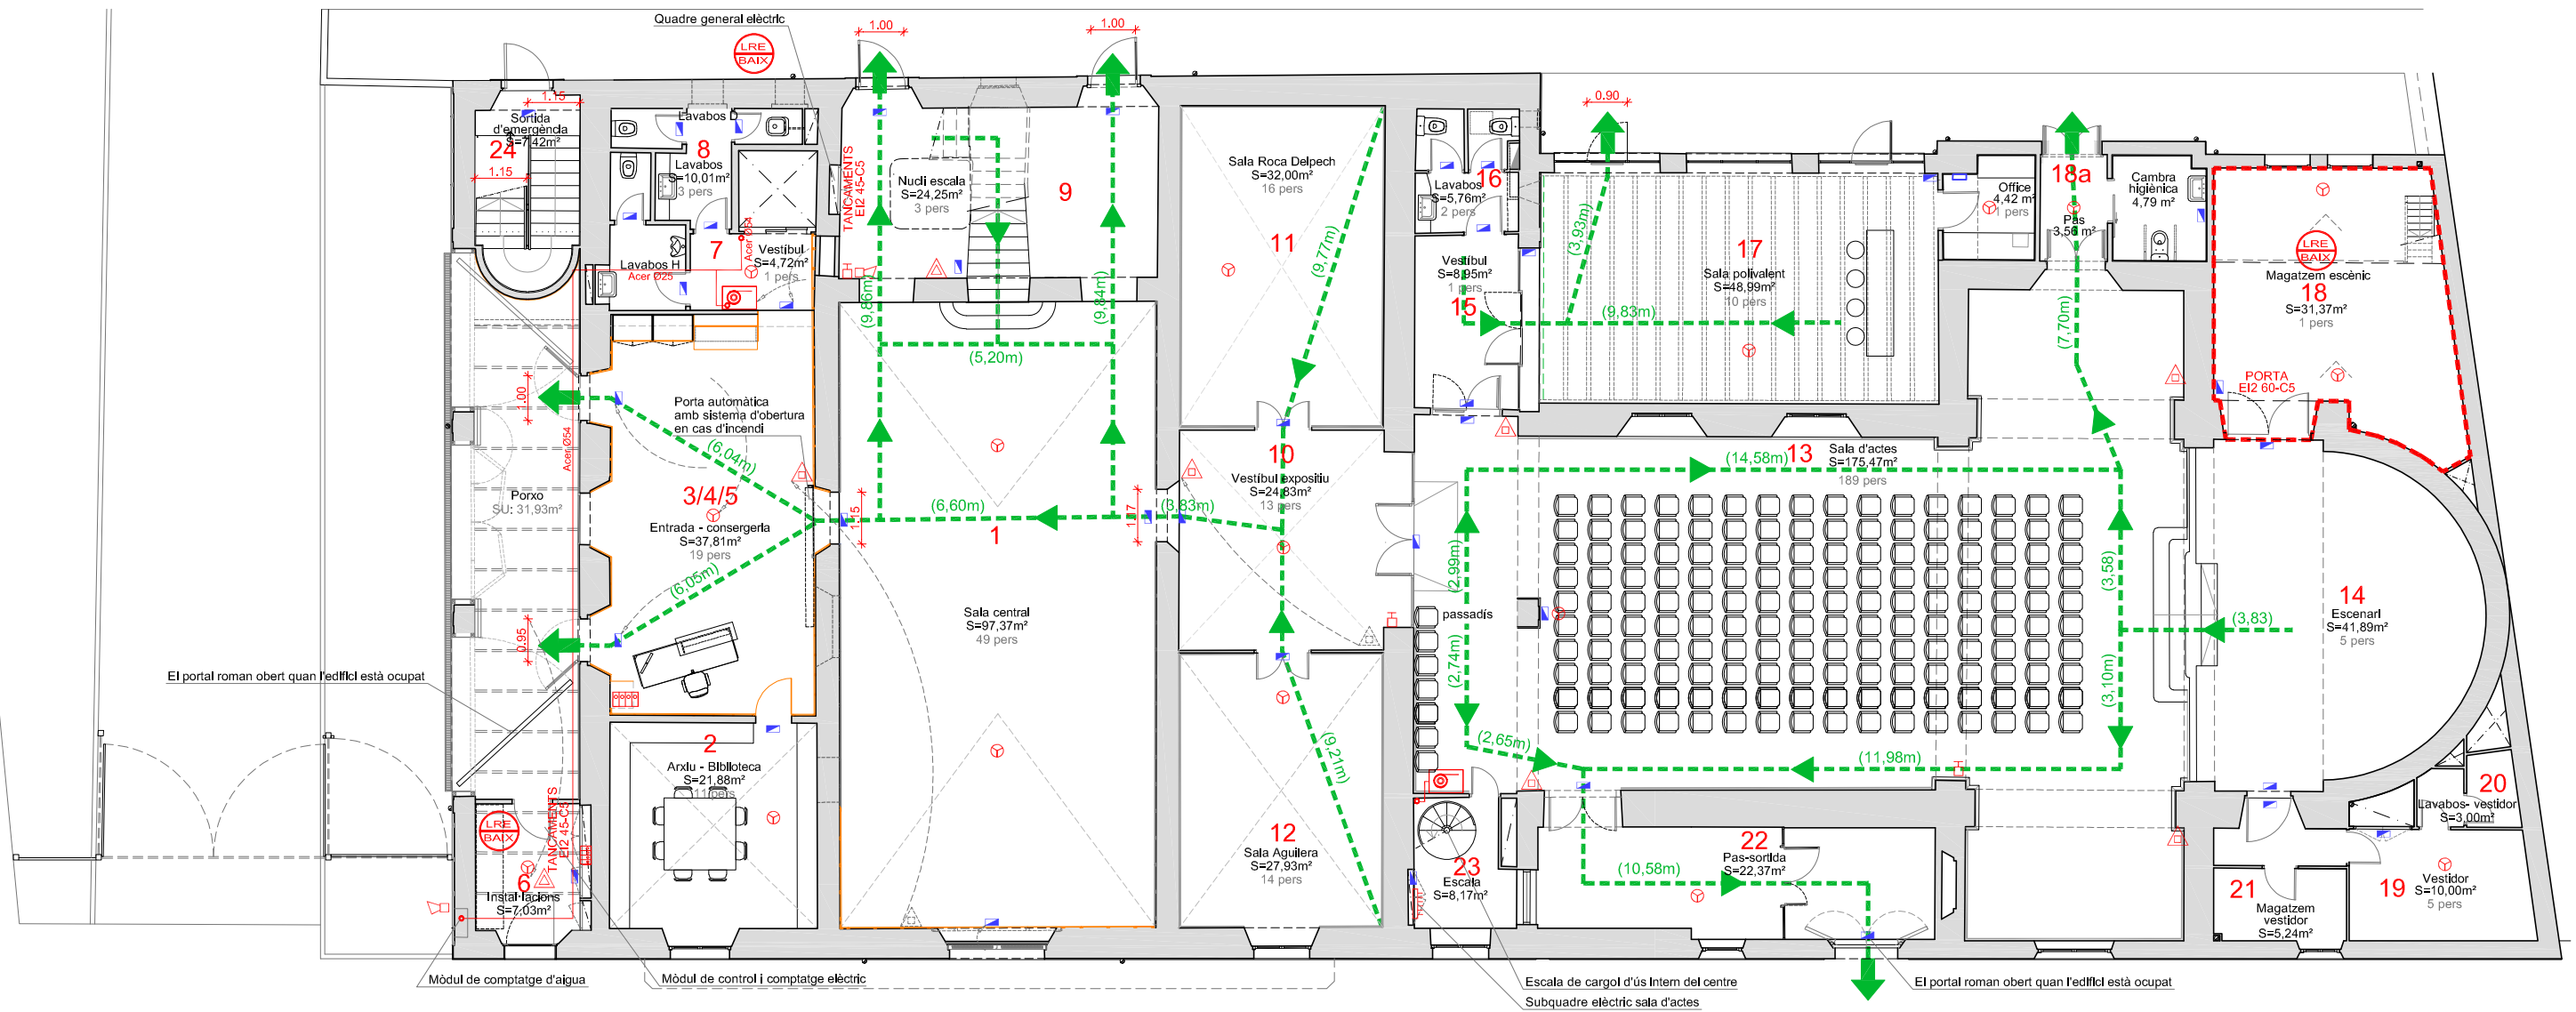 Quadre general elèctric
1.00
1.00
LRE
BAIX
0.90
1.15
Sortida
d'emergència
S=7,42m²
24
1.15
Lavabos D
8
Lavabos
S=10,01m²
3 pers
TANCAMENTS
EI2 45-C5
Nucli escala
S=24,25m²
3 pers
9
Sala Roca Delpech
S=32,00m²
16 pers
11
(9,77m)
16
Lavabos
S=5,76m²
2 pers
(3,93m)
Office
4,42 m²
1 pers
18a
Pas
3,56 m²
Cambra
higiènica
4,79 m²
LRE
BAIX
Magatzem escènic
18
S=31,37m²
1 pers
PORTA
EI2 60-C5
7
Acer Ø54
Vestíbul
S=4,72m²
1 pers
Lavabos H
Acer Ø25
(9,86m)
(9,84m)
(5,20m)
Vestíbul
S=8,95m²
1 pers
15
17
Sala polivalent
S=48,99m²
10 pers
(9,83m)
(7,70m)
1.00
Acer Ø54
Porta automàtica
amb sistema d'obertura
en cas d'incendi
(6,04m)
3/4/5
Entrada - consergeria
S=37,81m²
19 pers
(6,05m)
Porxo
SU: 31,93m²
0.95
1.15
(6,60m)
1
1.17
(3,83m)
10
Vestíbul expositiu
S=24,83m²
13 pers
(14,58m)
13
Sala d'actes
S=175,47m²
189 pers
(2,99m)
passadís
(2,74m)
(2,65m)
(3,58)
(3,10m)
(3,83)
14
Escenari
S=41,89m²
5 pers
(11,98m)
Sala central
S=97,37m²
49 pers
El portal roman obert quan l'edifici està ocupat
2
Arxiu - Biblioteca
S=21,88m²
11 pers
(9,21m)
12
Sala Aguilera
S=27,93m²
14 pers
LRE
BAIX
TANCAMENTS
EI2 45-C5
6
Instal·lacions
S=7,03m²
23
Escala
S=8,17m²
22
Pas-sortida
S=22,37m²
(10,58m)
20
Lavabos- vestidor
S=3,00m²
19
Vestidor
S=10,00m²
5 pers
21
Magatzem
vestidor
S=5,24m²
Mòdul de comptatge d'aigua
Mòdul de control i comptatge elèctric
Escala de cargol d'ús intern del centre
Subquadre elèctric sala d'actes
El portal roman obert quan l'edifici està ocupat